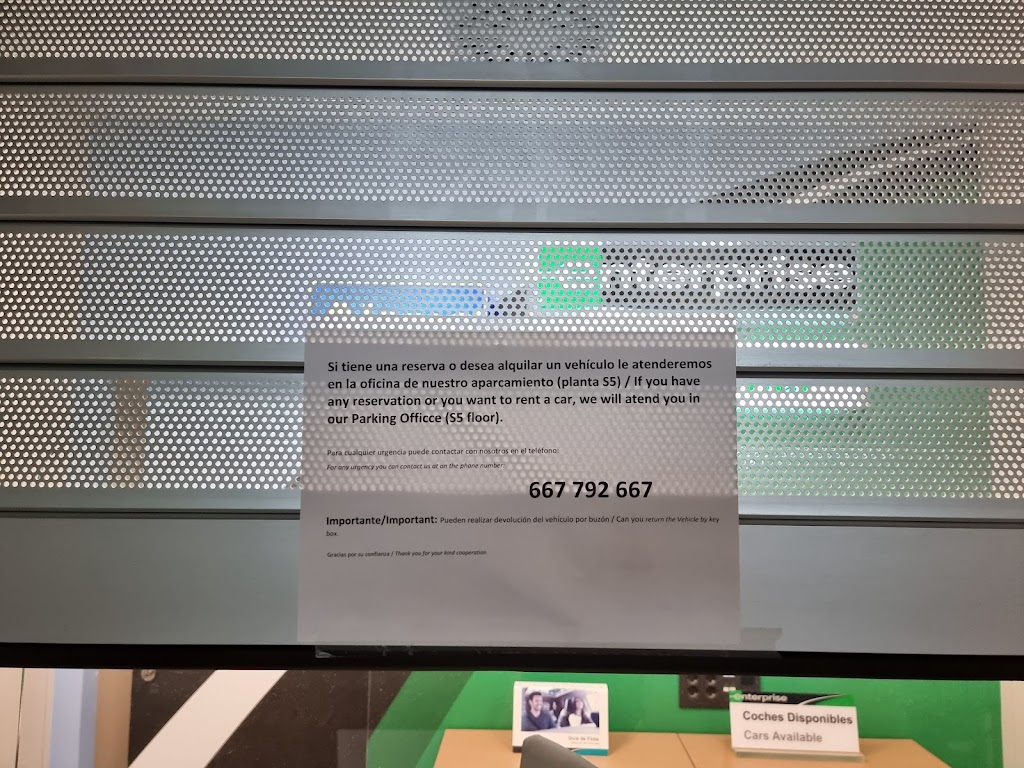 enterprise
Si tiene una reserva o desea alquilar un vehículo le atenderemos
en la oficina de nuestro aparcamiento (planta S5) / If you have
any reservation or you want to rent a car, we will atend you in
our Parking Officce (S5 floor).
Para cualquier urgencia puede contactar con nosotros en el teléfono:
For any urgency you can contact us at on the phone number:
667 792 667
Importante/Important: Pueden realizar devolución del vehículo por buzón / Can you return the Vehicle by key
box.
Gracias por su confianza / Thank you for your kind cooperation.
enterprise
Coches Disponibles
Cars Available